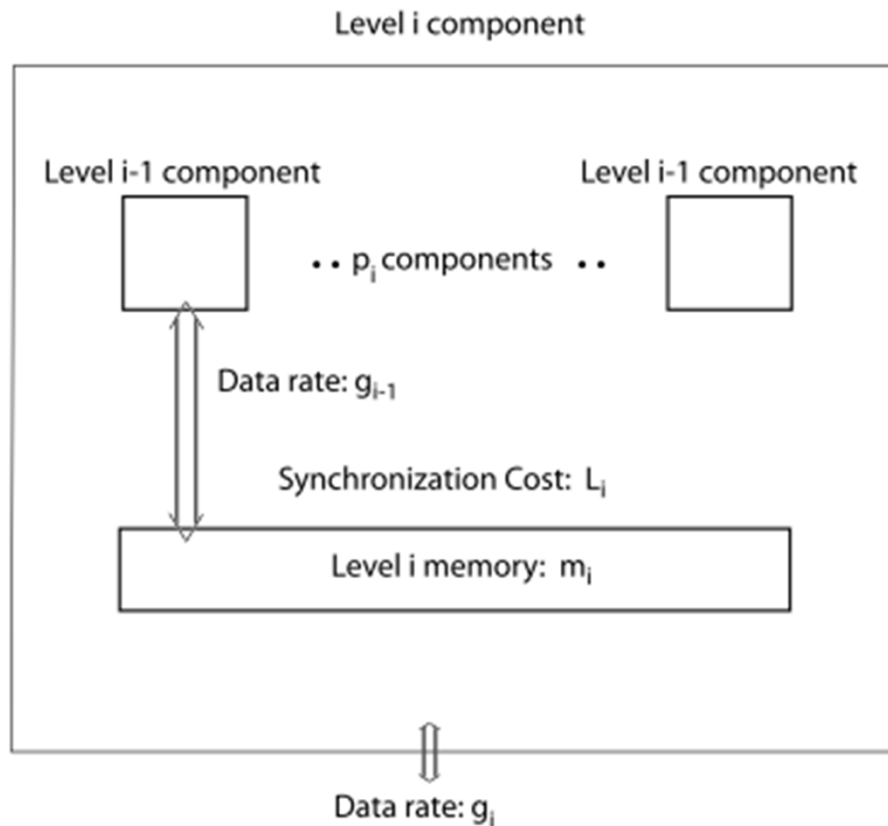 Level i component
Level i-1 component
Level i-1 component
.. pᵢ components ..
Data rate: gᵢ₋₁
Synchronization Cost: Lᵢ
Level i memory: mᵢ
Data rate: gᵢ